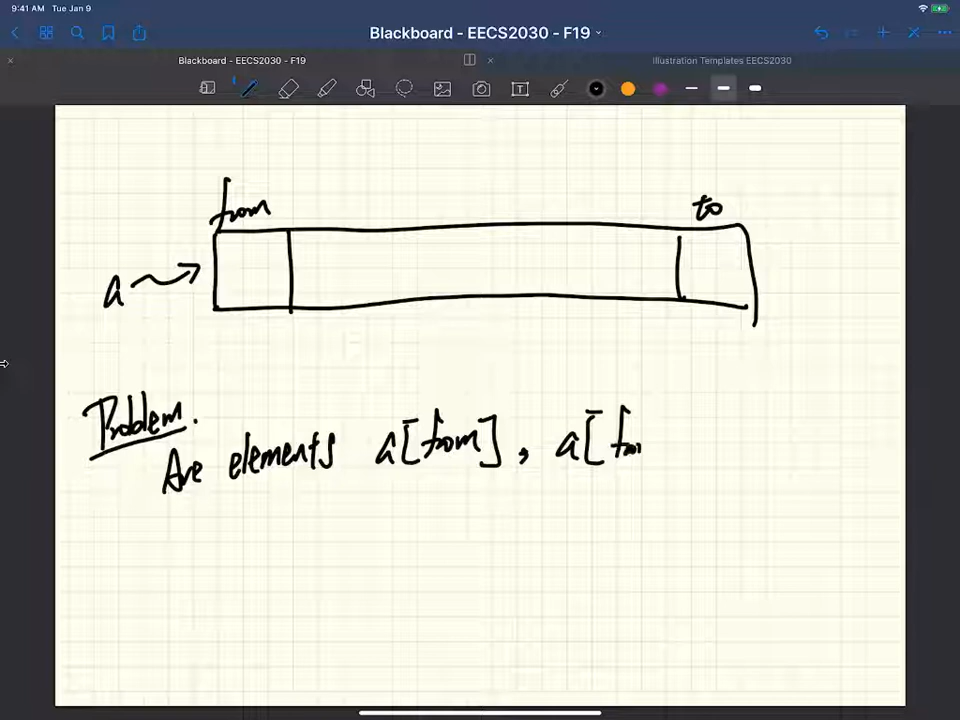 9:41 AM Tue Jan 9
Blackboard - EECS2030 - F19
Blackboard - EECS2030 - F19
Illustration Templates EECS2030
from
to
a
Problem.
Are elements a[from], a[